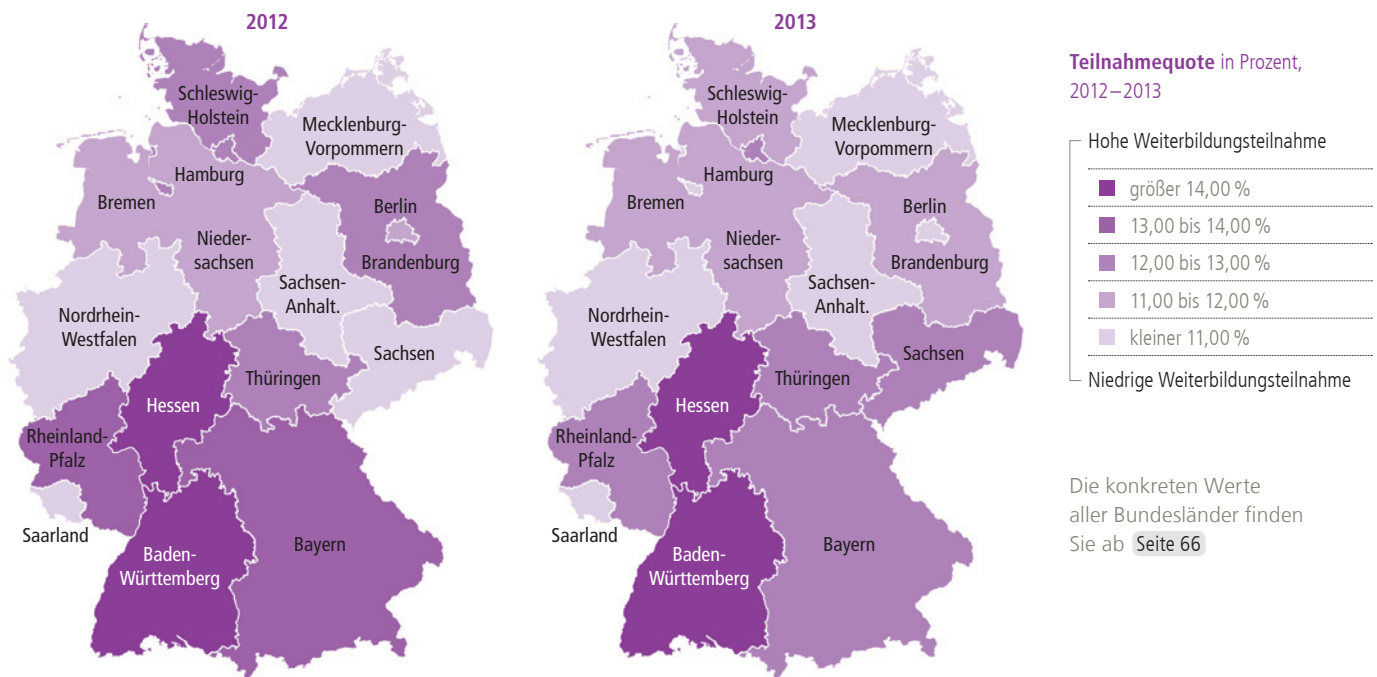 2012
Schleswig-
Holstein
Mecklenburg-
Vorpommern
Hamburg
Bremen
Berlin
Nieder-
sachsen
Brandenburg
Sachsen-
Anhalt.
Nordrhein-
Westfalen
Sachsen
Thüringen
Hessen
Rheinland-
Pfalz
Saarland
Bayern
Baden-
Württemberg
2013
Schleswig-
Holstein
Mecklenburg-
Vorpommern
Hamburg
Bremen
Berlin
Nieder-
sachsen
Brandenburg
Sachsen-
Anhalt.
Nordrhein-
Westfalen
Sachsen
Thüringen
Hessen
Rheinland-
Pfalz
Saarland
Bayern
Baden-
Württemberg
Teilnahmequote in Prozent,
2012–2013
Hohe Weiterbildungsteilnahme
größer 14,00 %
13,00 bis 14,00 %
12,00 bis 13,00 %
11,00 bis 12,00 %
kleiner 11,00 %
Niedrige Weiterbildungsteilnahme
Die konkreten Werte
aller Bundesländer finden
Sie ab Seite 66